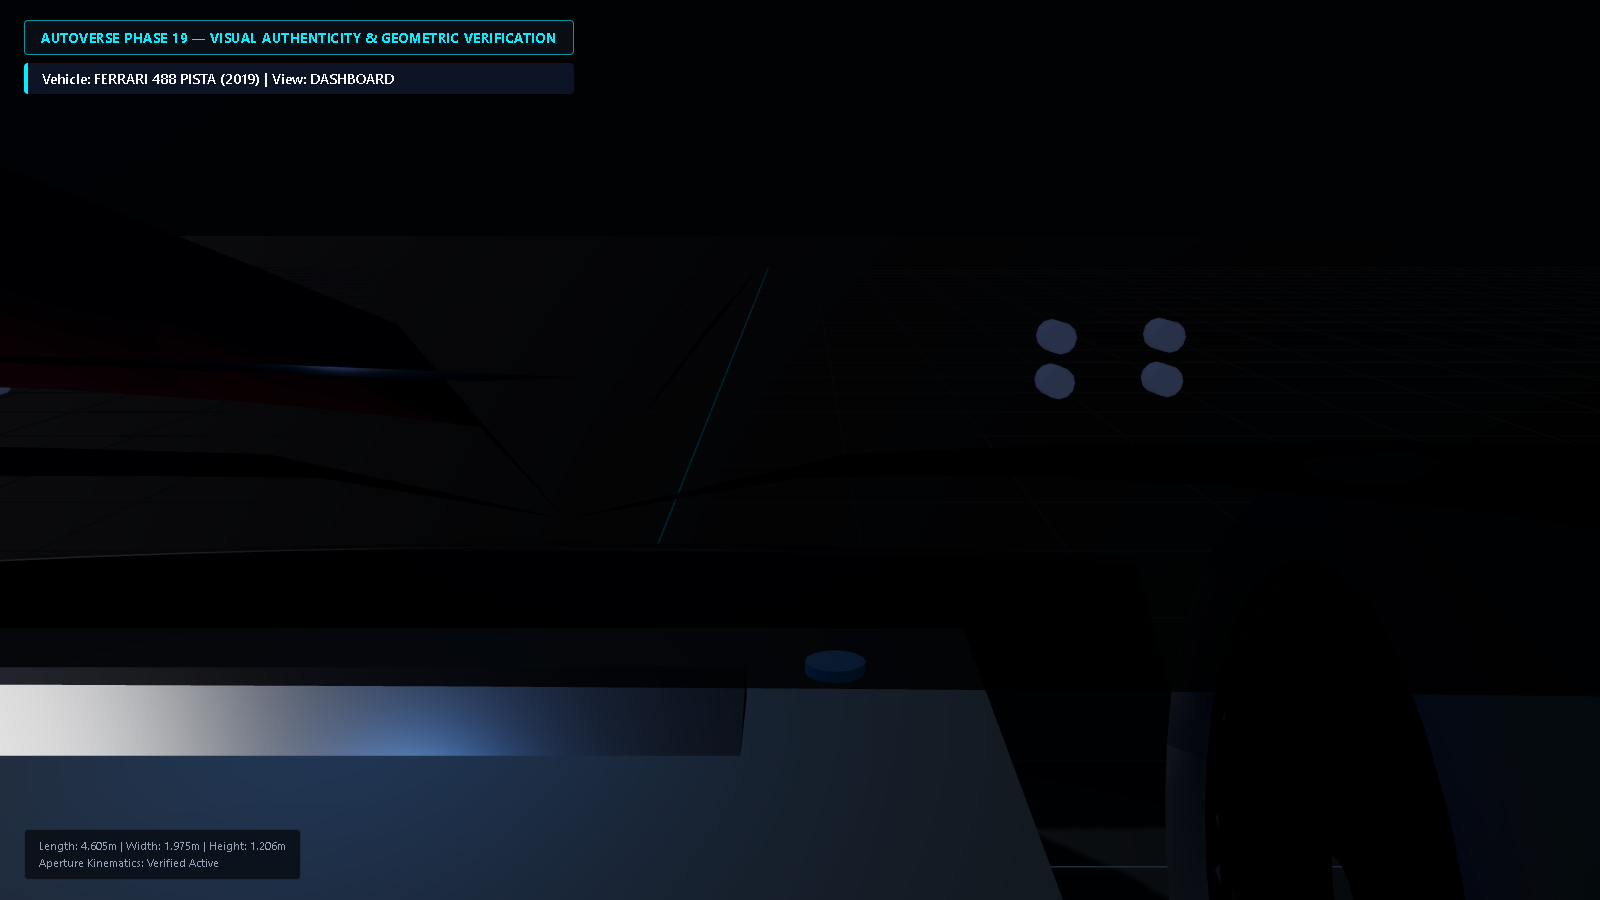 AUTOVERSE PHASE 19 — VISUAL AUTHENTICITY & GEOMETRIC VERIFICATION
Vehicle: FERRARI 488 PISTA (2019) | View: DASHBOARD
Length: 4.605m | Width: 1.975m | Height: 1.206m
Aperture Kinematics: Verified Active